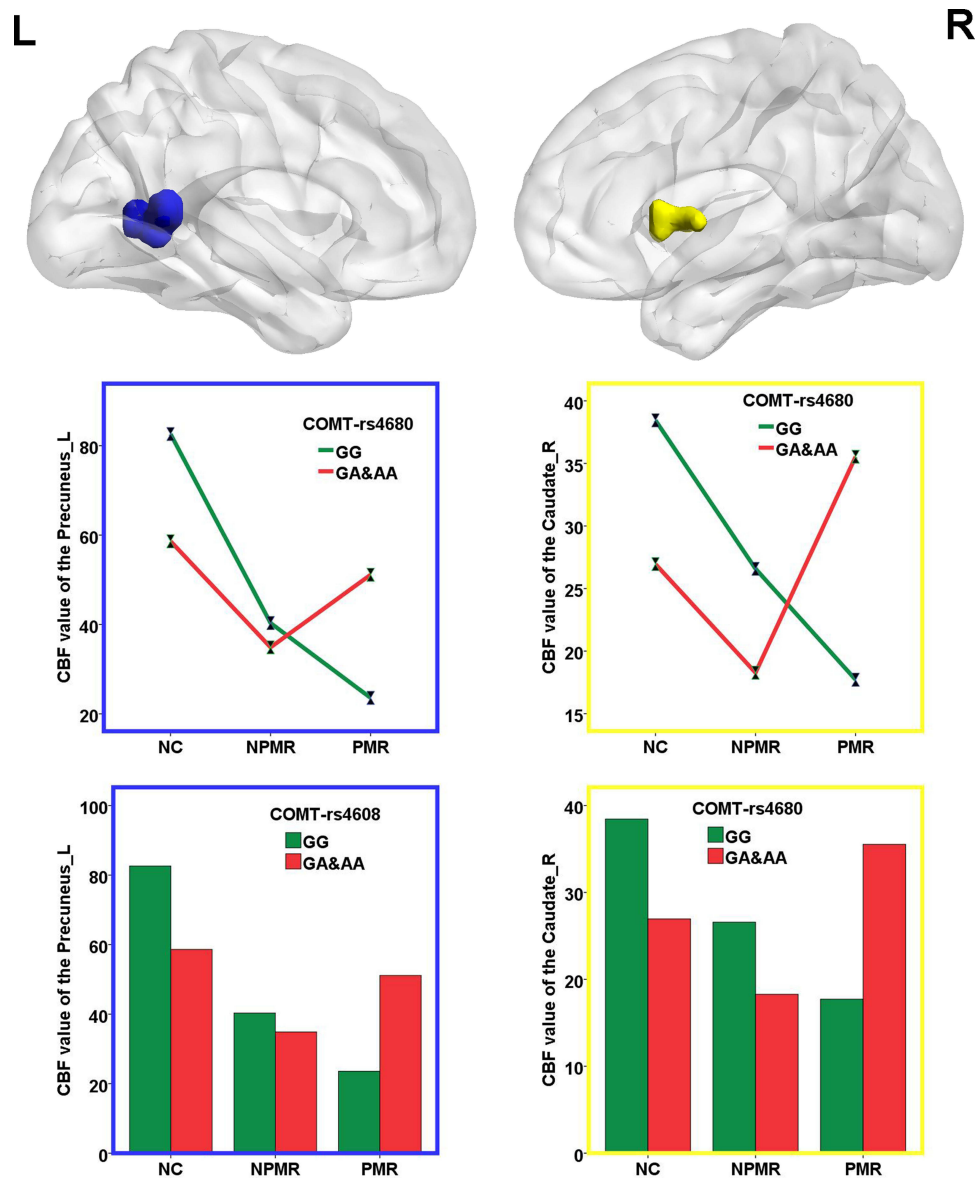 L
R
CBF value of the Precuneus_L
COMT-rs4680
GG
GA&AA
80
60
40
20
NC NPMR PMR
CBF value of the Caudate_R
COMT-rs4680
GG
GA&AA
40
35
30
25
20
15
NC NPMR PMR
CBF value of the Precuneus_L
COMT-rs4608
GG
GA&AA
100
80
60
40
20
0
NC NPMR PMR
CBF value of the Caudate_R
COMT-rs4680
GG
GA&AA
40
30
20
10
0
NC NPMR PMR